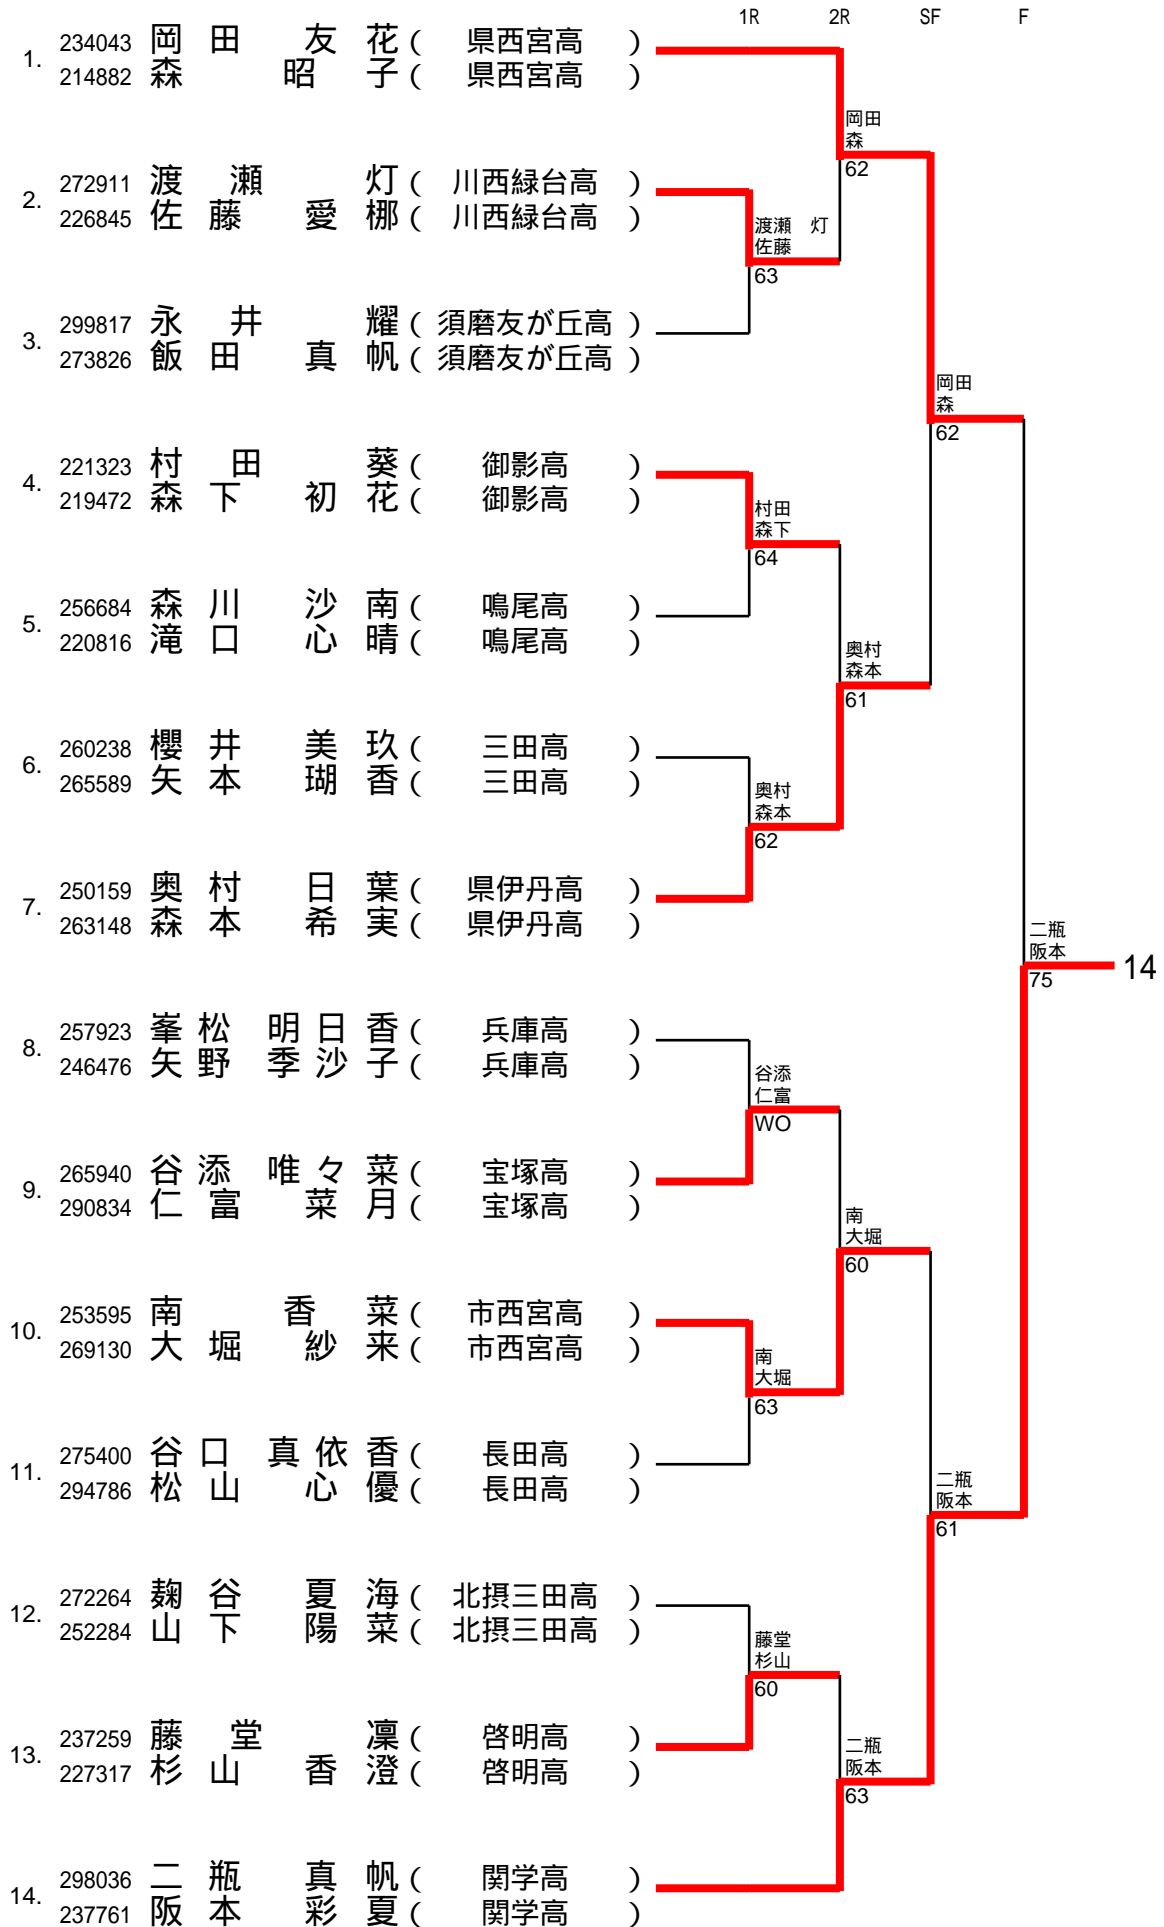 1R 2R SF F
1. 234043 岡田 友花 ( 県西宮高 )
214882 森 昭子 ( 県西宮高 )
岡田
森
62
2. 272911 渡瀬 灯 ( 川西緑台高 )
226845 佐藤 愛梛 ( 川西緑台高 )
渡瀬 灯
佐藤
63
3. 299817 永井 耀 ( 須磨友が丘高 )
273826 飯田 真帆 ( 須磨友が丘高 )
岡田
森
62
4. 221323 村田 葵 ( 御影高 )
219472 森下 初花 ( 御影高 )
村田
森下
64
5. 256684 森川 沙南 ( 鳴尾高 )
220816 滝口 心晴 ( 鳴尾高 )
奥村
森本
61
6. 260238 櫻井 美玖 ( 三田高 )
265589 矢本 瑚香 ( 三田高 )
奥村
森本
62
7. 250159 奥村 日葉 ( 県伊丹高 )
263148 森本 希実 ( 県伊丹高 )
二瓶
阪本
75
14
8. 257923 峯松 明日香 ( 兵庫高 )
246476 矢野 季沙子 ( 兵庫高 )
谷添
仁富
WO
9. 265940 谷添 唯々菜 ( 宝塚高 )
290834 仁富 菜月 ( 宝塚高 )
南
大堀
60
10. 253595 南 香菜 ( 市西宮高 )
269130 大堀 紗来 ( 市西宮高 )
南
大堀
63
11. 275400 谷口 真依香 ( 長田高 )
294786 松山 心優 ( 長田高 )
二瓶
阪本
61
12. 272264 麹谷 夏海 ( 北摂三田高 )
252284 山下 陽菜 ( 北摂三田高 )
藤堂
杉山
60
13. 237259 藤堂 凜 ( 啓明高 )
227317 杉山 香澄 ( 啓明高 )
二瓶
阪本
63
14. 298036 二瓶 真帆 ( 関学高 )
237761 阪本 彩夏 ( 関学高 )